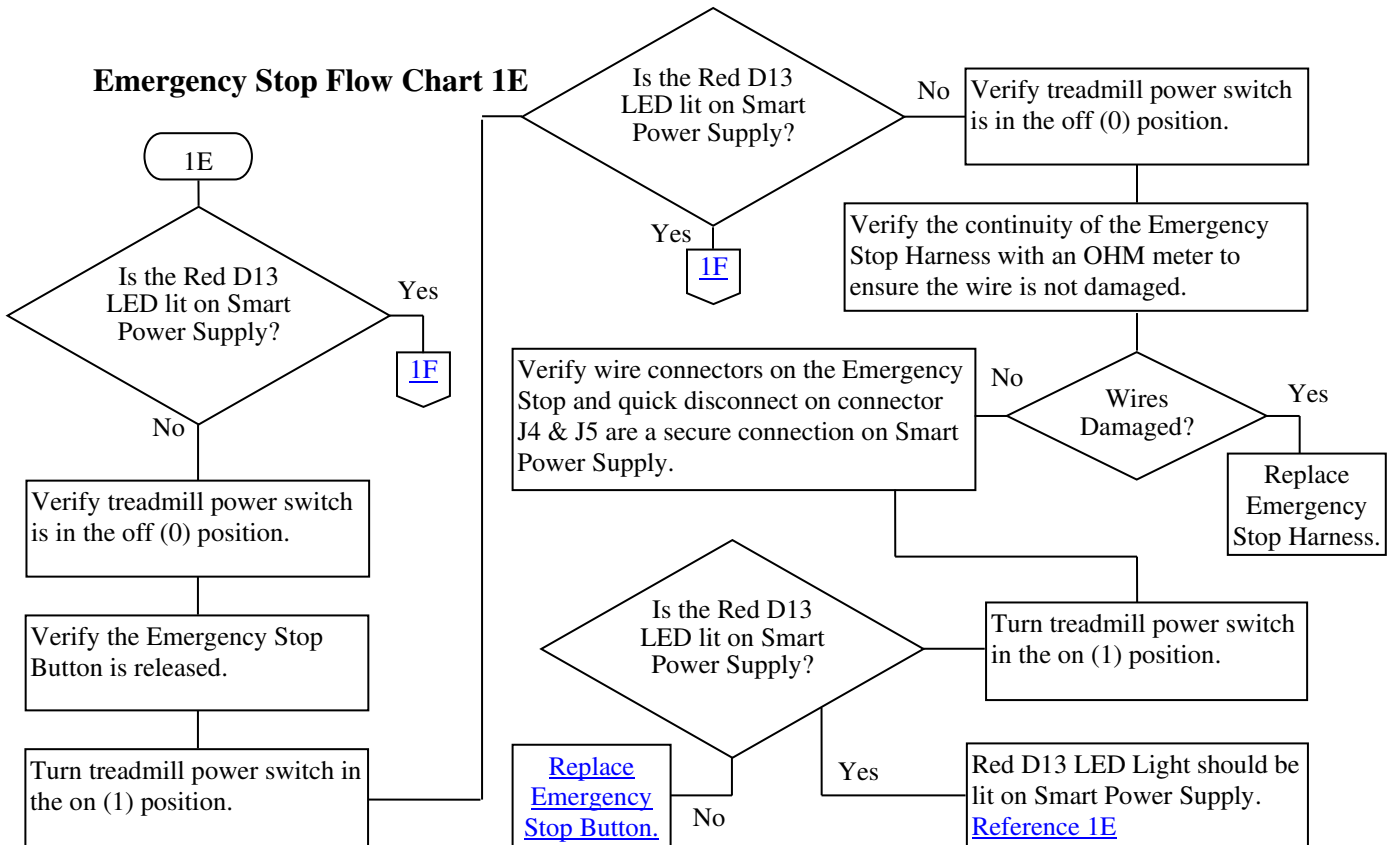 Emergency Stop Flow Chart 1E
1E
Is the Red D13
LED lit on Smart
Power Supply?
Yes
1F
No
Verify treadmill power switch
is in the off (0) position.
Verify the Emergency Stop
Button is released.
Turn treadmill power switch in
the on (1) position.
Is the Red D13
LED lit on Smart
Power Supply?
Yes
1F
No
Verify treadmill power switch
is in the off (0) position.
Verify the continuity of the Emergency
Stop Harness with an OHM meter to
ensure the wire is not damaged.
Wires
Damaged?
Yes
Replace
Emergency
Stop Harness.
No
Verify wire connectors on the Emergency
Stop and quick disconnect on connector
J4 & J5 are a secure connection on Smart
Power Supply.
Turn treadmill power switch
in the on (1) position.
Is the Red D13
LED lit on Smart
Power Supply?
No
Replace
Emergency
Stop Button.
Yes
Red D13 LED Light should be
lit on Smart Power Supply.
Reference 1E